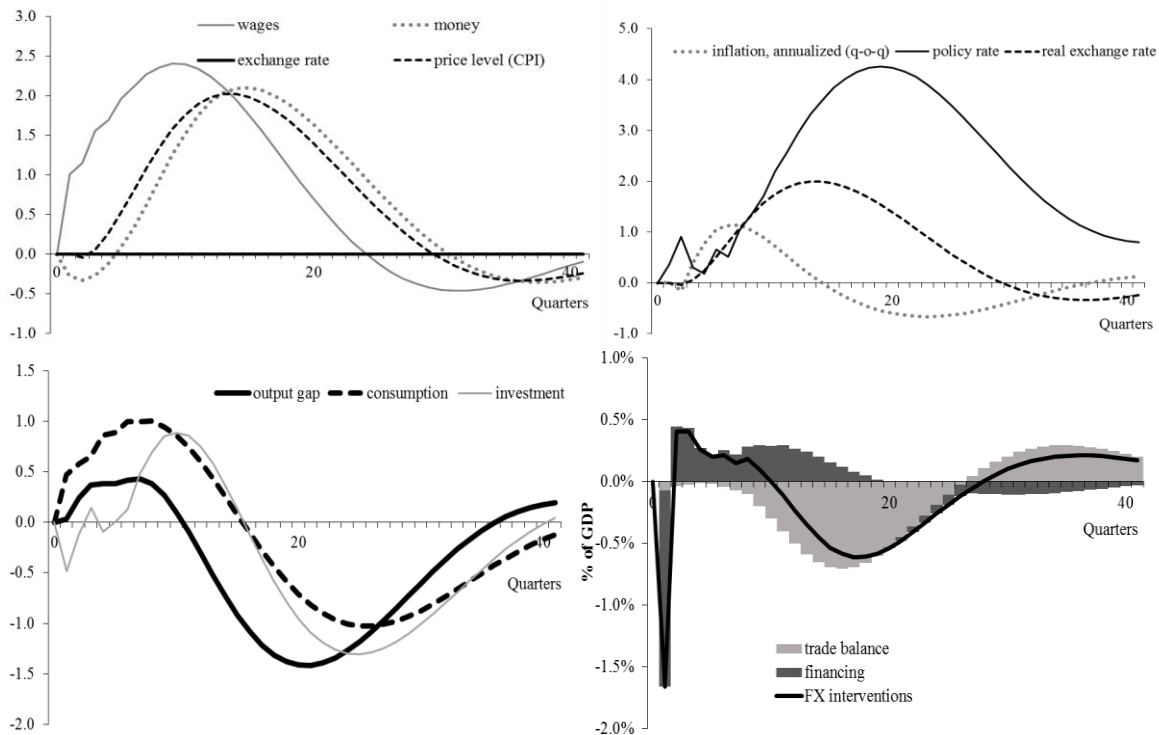 3.0
2.5
2.0
1.5
1.0
0.5
0.0
-0.5
-1.0
wages
money
exchange rate
price level (CPI)
0
20
40
Quarters
5.0
4.0
3.0
2.0
1.0
0.0
-1.0
inflation, annualized (q-o-q)
policy rate
real exchange rate
0
20
40
Quarters
1.5
1.0
0.5
0.0
-0.5
-1.0
-1.5
-2.0
output gap
consumption
investment
0
20
40
Quarters
1.0%
0.5%
0.0%
-0.5%
-1.0%
-1.5%
-2.0%
% of GDP
0
20
40
Quarters
trade balance
financing
FX interventions